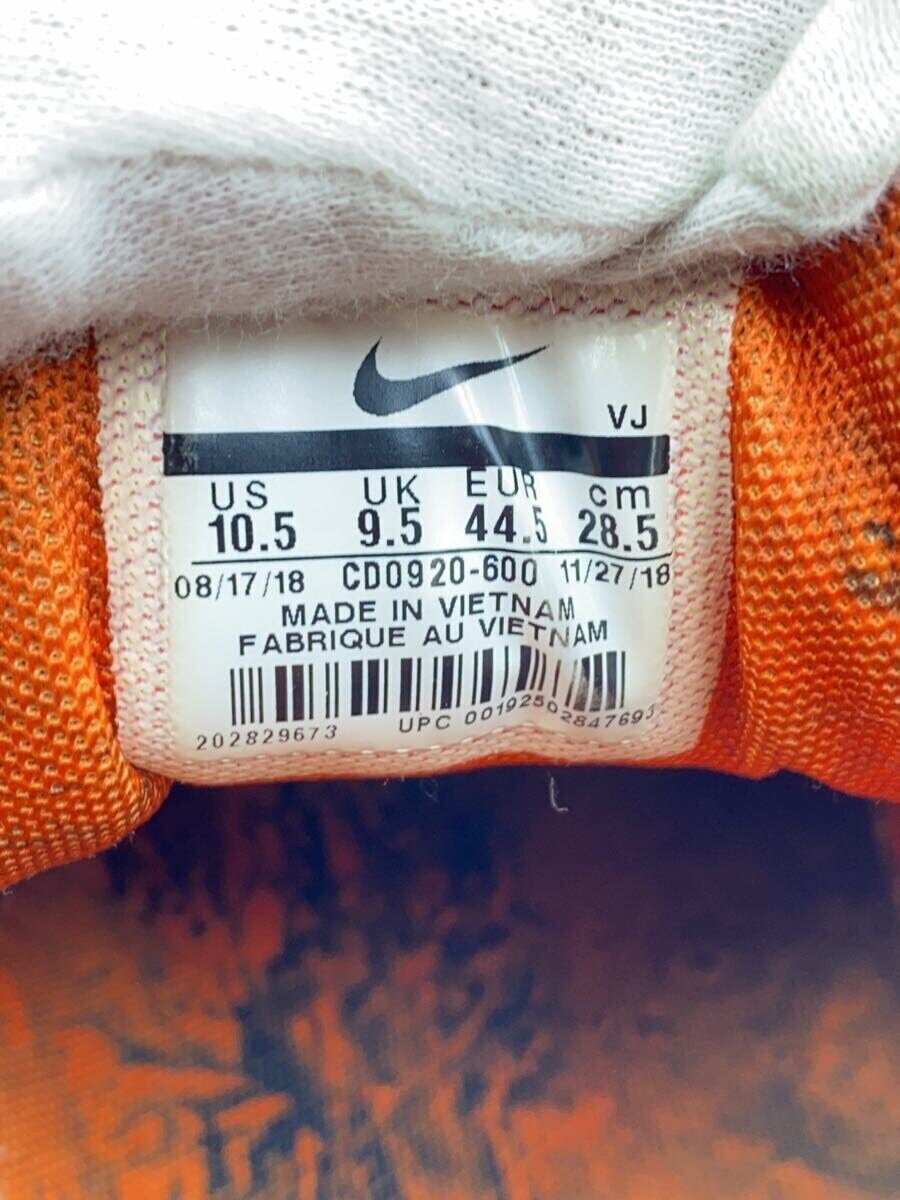 VJ
US UK EUR cm
10.5 9.5 44.5 28.5
08/17/18 CD0920-600 11/27/18
MADE IN VIETNAM
FABRIQUE AU VIETNAM
202829673 UPC 00192502847693